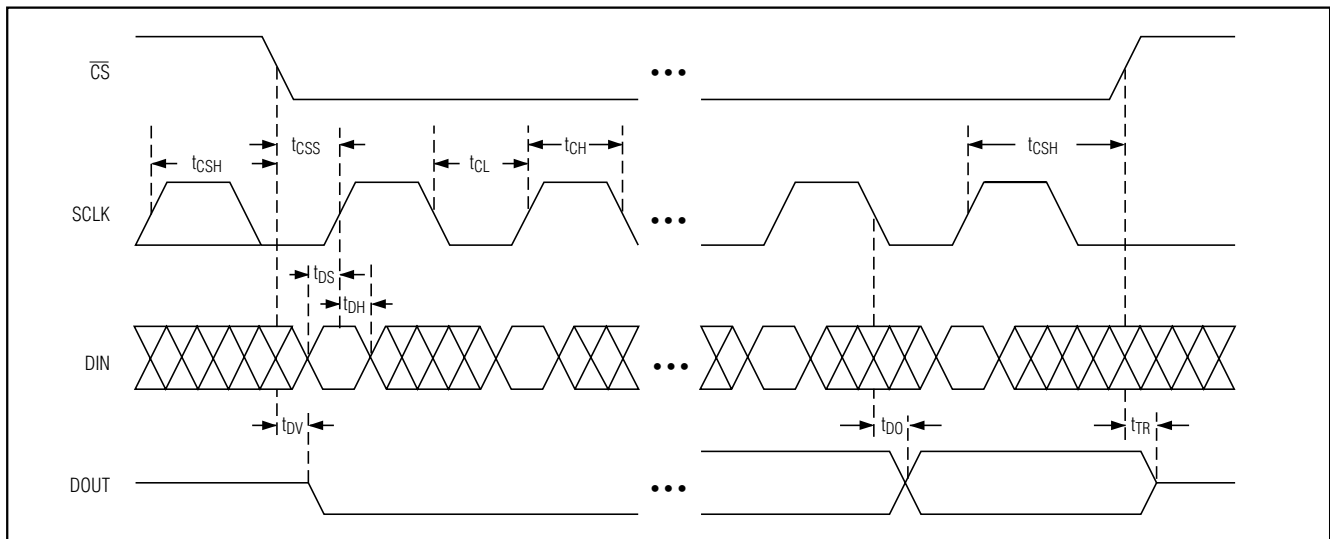 CS
•••
tCSH
tCSS
tCL
tCH
tCSH
SCLK
•••
tDS
tDH
DIN
•••
tDV
tDO
tTR
DOUT
•••